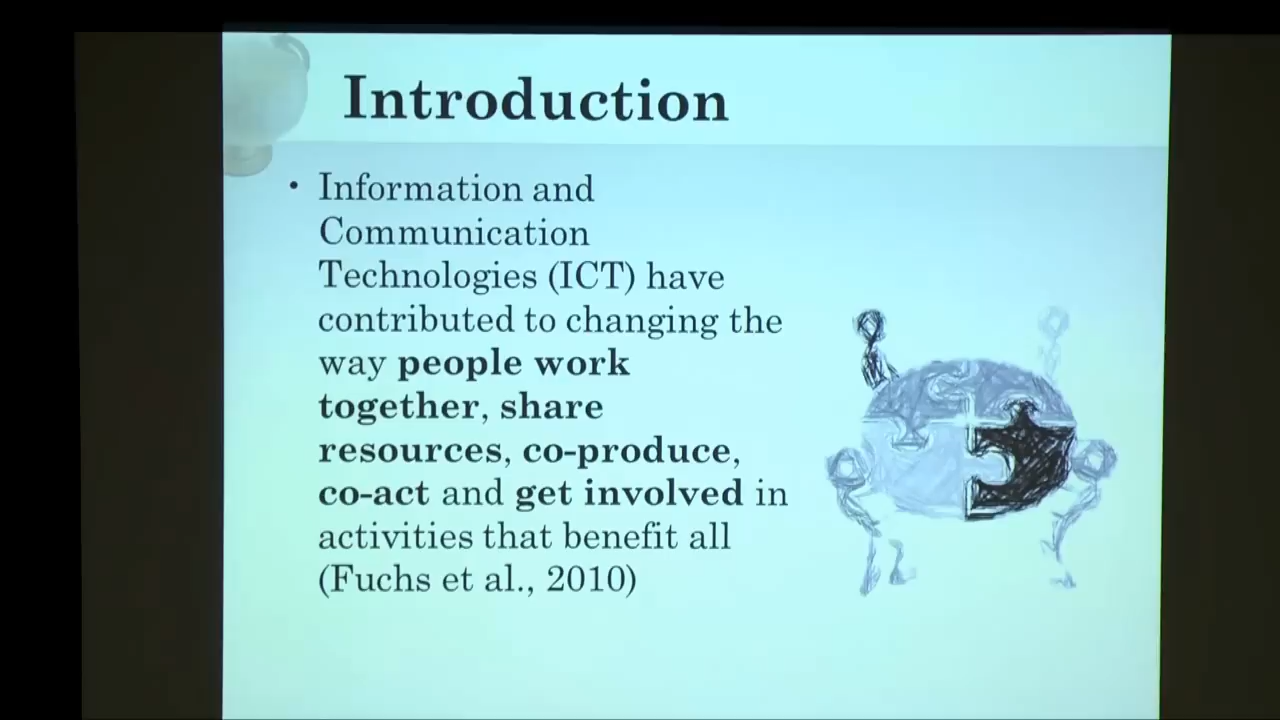 Introduction
• Information and
Communication
Technologies (ICT) have
contributed to changing the
way people work
together, share
resources, co-produce,
co-act and get involved in
activities that benefit all
(Fuchs et al., 2010)